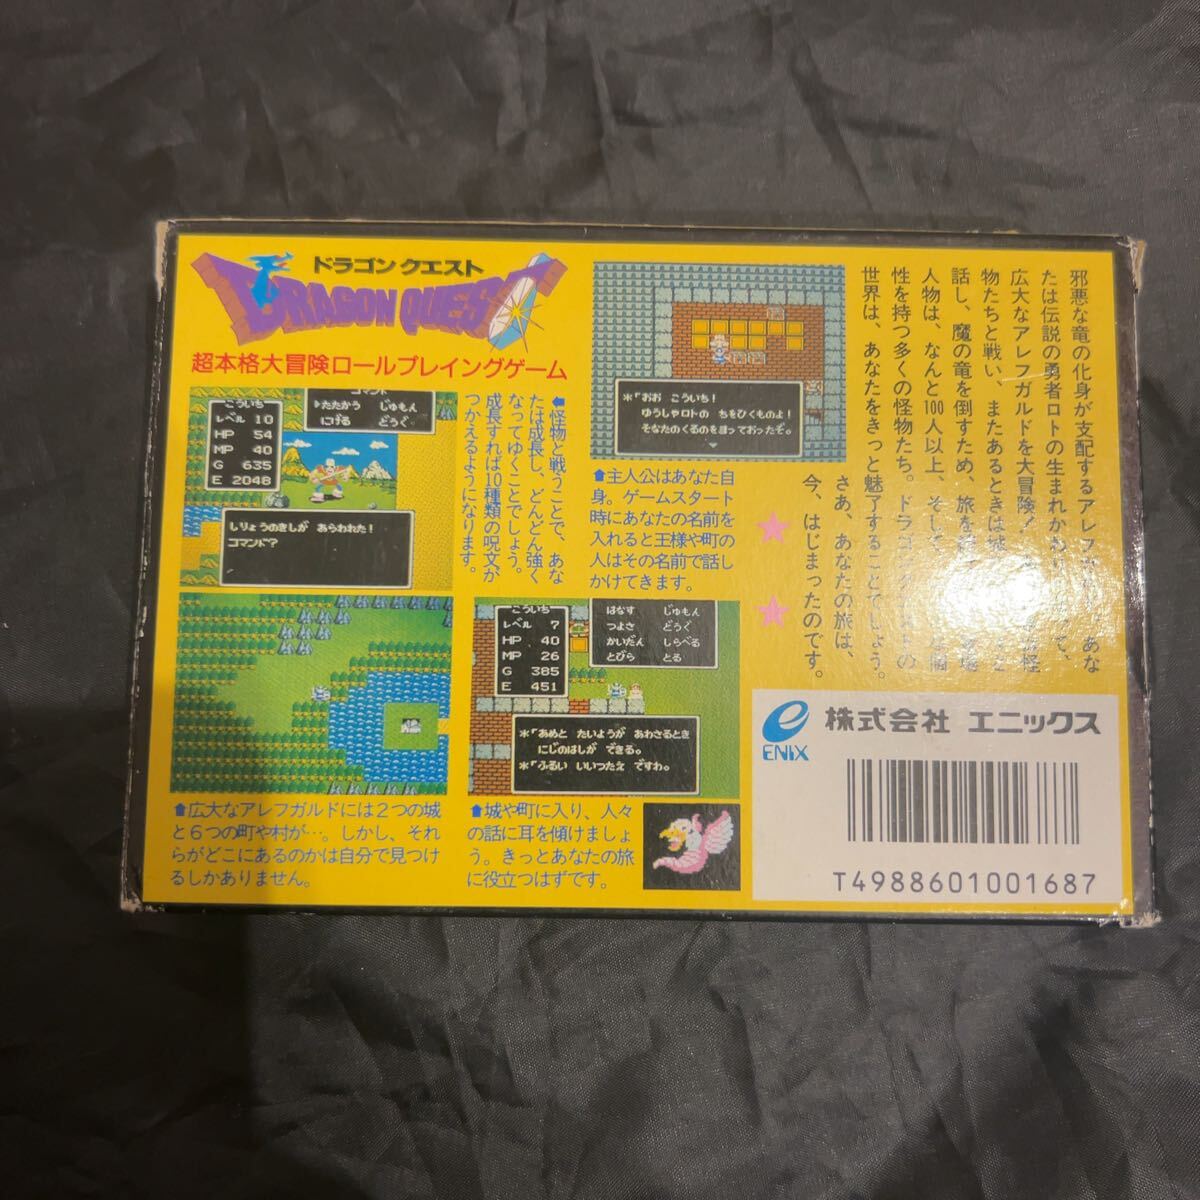 ドラゴン クエスト
DRAGON QUEST
超本格大冒険ロールプレイングゲーム
こういち
レベル 10
HP 54
MP 40
G 635
E 2048
コマンド
たたかう じゅもん
にげる どうぐ
しりょうのきしが あらわれた!
コマンド?
⬅怪物と戦うことで、あな
たは成長し、どんどん強く
なってゆくことでしょう。
成長すれば10種類の呪文が
つかえるようになります。
*「おお こういち!
ゆうしゃロトの ちをひくものよ!
そなたのくるのを まっておったぞ。
⬆主人公はあなた自
身。ゲームスタート
時にあなたの名前を
入れると王様や町の
人はその名前で話し
かけてきます。
⬆広大なアレフガルドには2つの城
と6つの町や村が…。しかし、それ
らがどこにあるのかは自分で見つけ
るしかありません。
こういち
レベル 7
HP 40
MP 26
G 385
E 451
はなす じゅもん
つよさ どうぐ
かいだん しらべる
とびら とる
*「あめと たいようが あわさるとき
にじのはしが できる。
*「ふるい いいつたえ ですわ。
⬆城や町に入り、人々
の話に耳を傾けましょ
う。きっとあなたの旅
に役立つはずです。
邪悪な竜の化身が支配するアレフ あな
たは伝説の勇者ロトの生まれか
広大なアレフガルドを大冒険! 怪
物たちと戦い、またあるときは城 と
話し、魔の竜を倒すため、旅を 場
人物は、なんと100人以上、そして 個
性を持つ多くの怪物たち。ドラゴン の
世界は、あなたをきっと魅了することでしょう。
さあ、あなたの旅は、
今、はじまったのです。
ENIX
株式会社 エニックス
T4988601001687